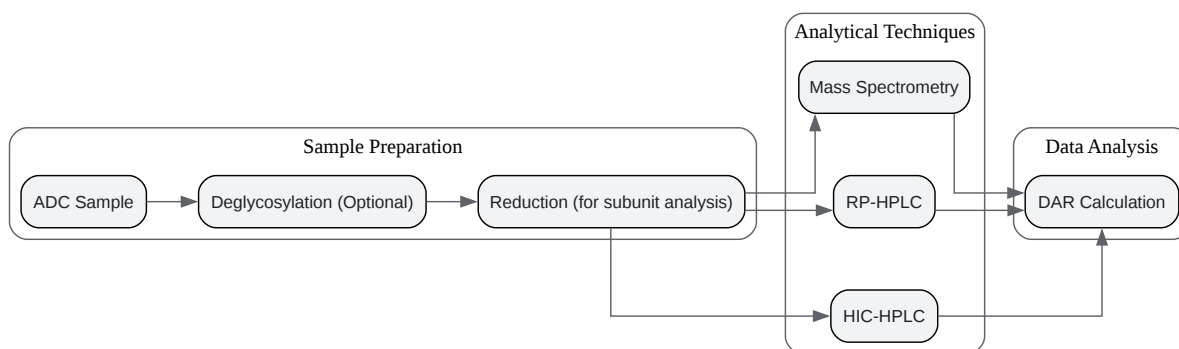 Analytical Techniques
Mass Spectrometry
Sample Preparation
Data Analysis
ADC Sample
Deglycosylation (Optional)
Reduction (for subunit analysis)
RP-HPLC
DAR Calculation
HIC-HPLC